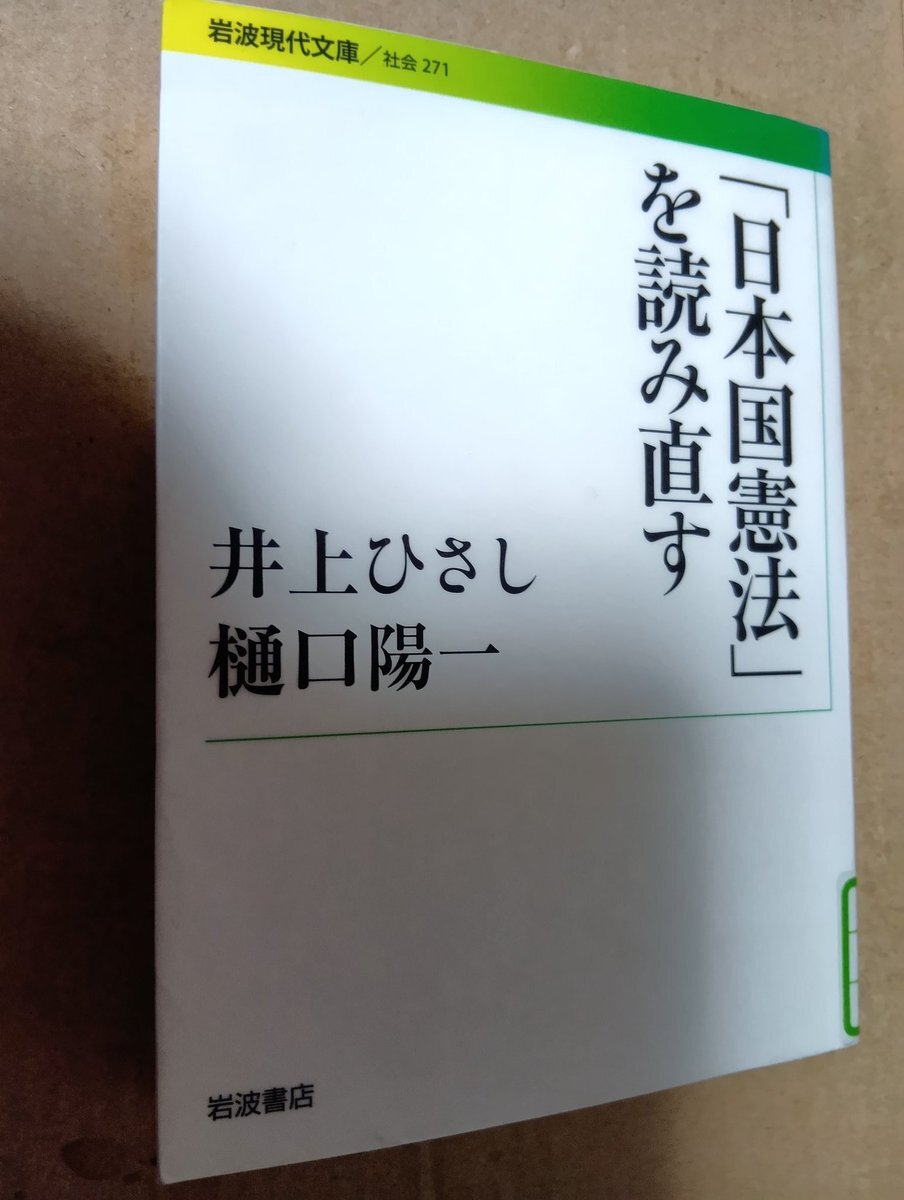 岩波現代文庫/社会 271
「日本国憲法」
を読み直す
井上ひさし
樋口陽一
岩波書店